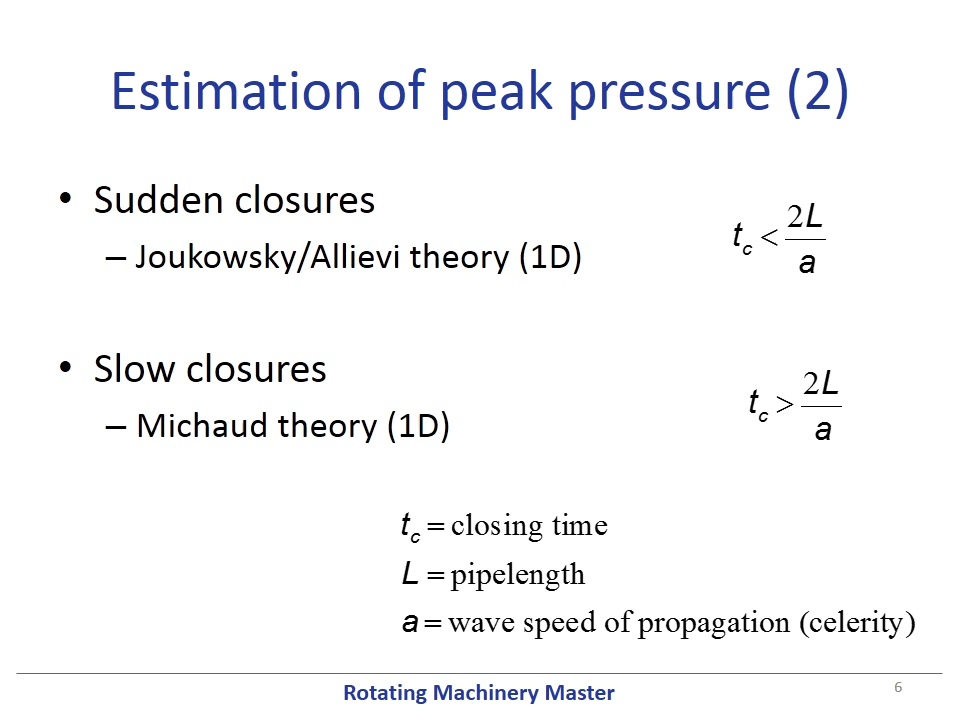 Estimation of peak pressure (2)
• Sudden closures
– Joukowsky/Allievi theory (1D)
t_c < 2L/a
• Slow closures
– Michaud theory (1D)
t_c > 2L/a
t_c = closing time
L = pipelength
a = wave speed of propagation (celerity)
Rotating Machinery Master
6